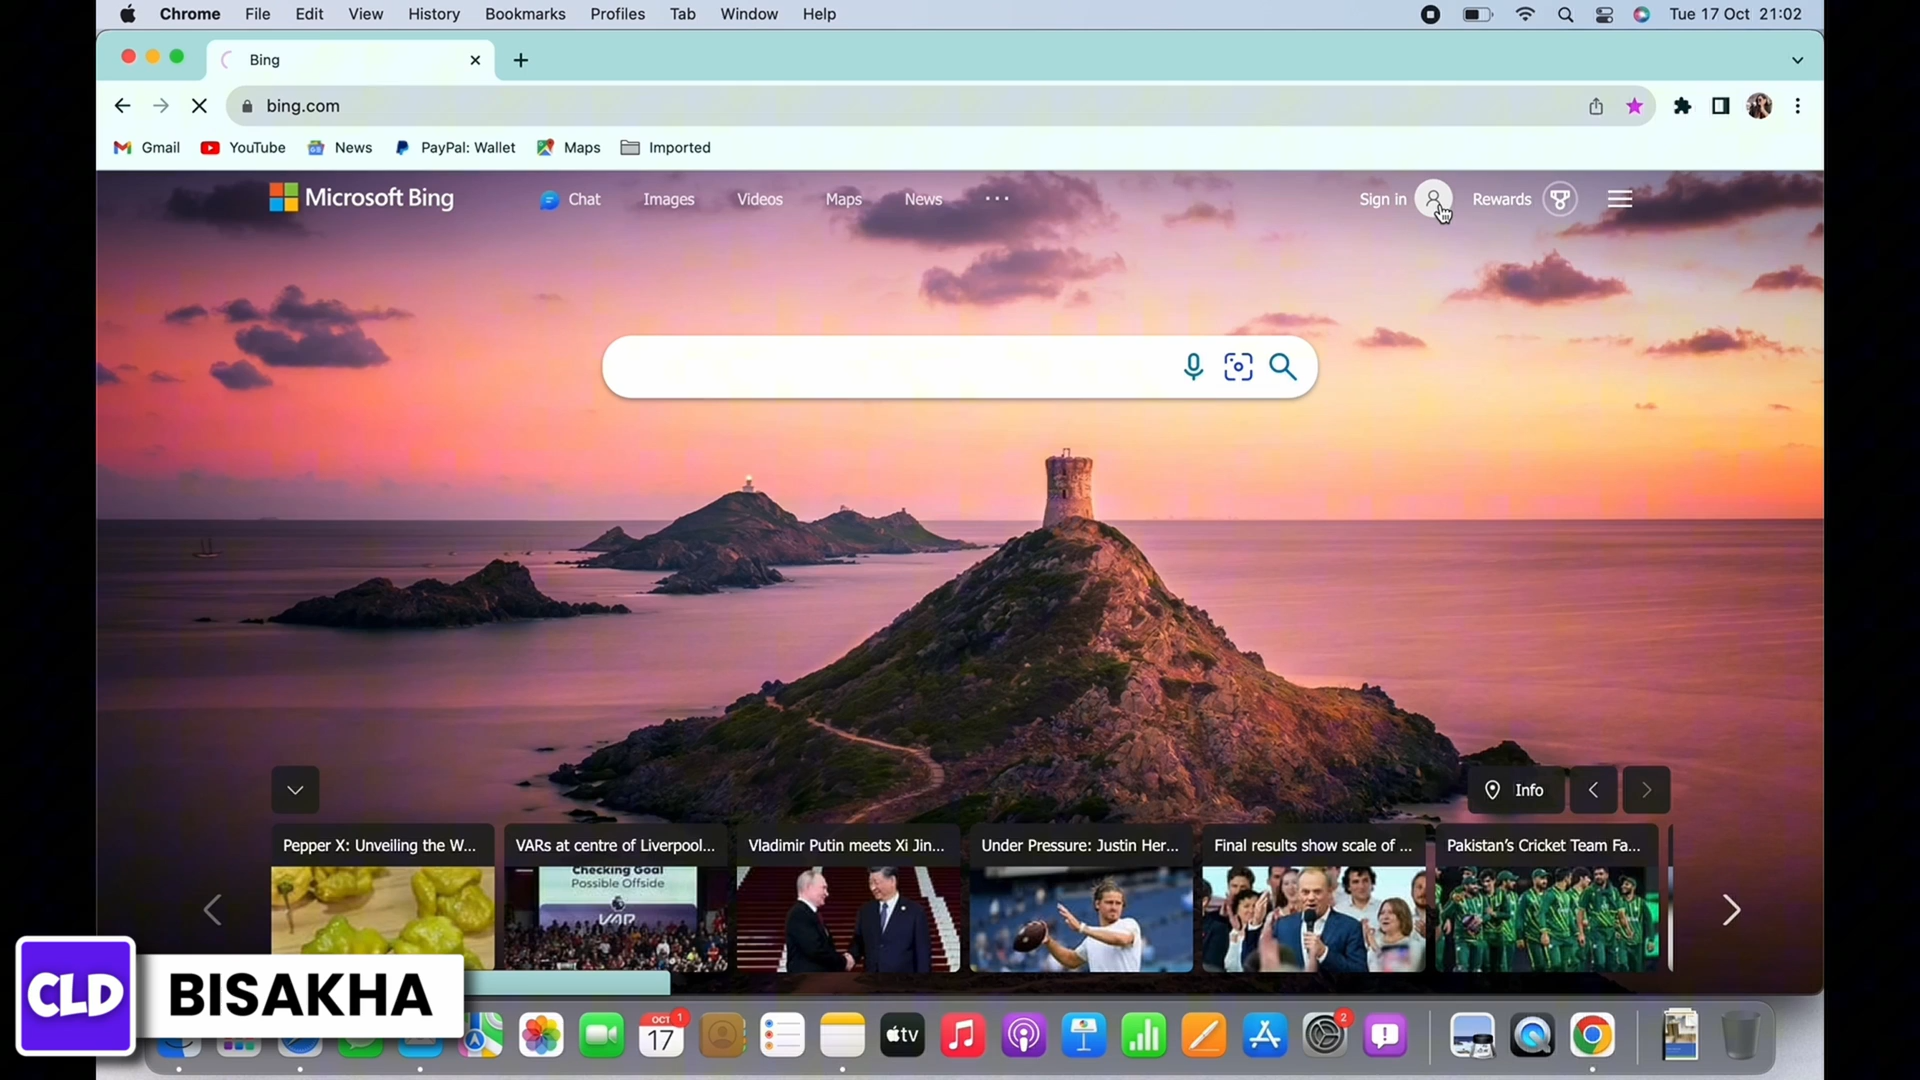 Chrome File Edit View History Bookmarks Profiles Tab Window Help Tue 17 Oct 21:02
Bing
bing.com
Gmail YouTube News PayPal: Wallet Maps Imported
Microsoft Bing Chat Images Videos Maps News ··· Sign in Rewards
Info
Pepper X: Unveiling the W... VARs at centre of Liverpool... Vladimir Putin meets Xi Jin... Under Pressure: Justin Her... Final results show scale of ... Pakistan's Cricket Team Fa...
Checking Goal
Possible Offside
VAR
CLD BISAKHA
OCT 1
17
tv
2